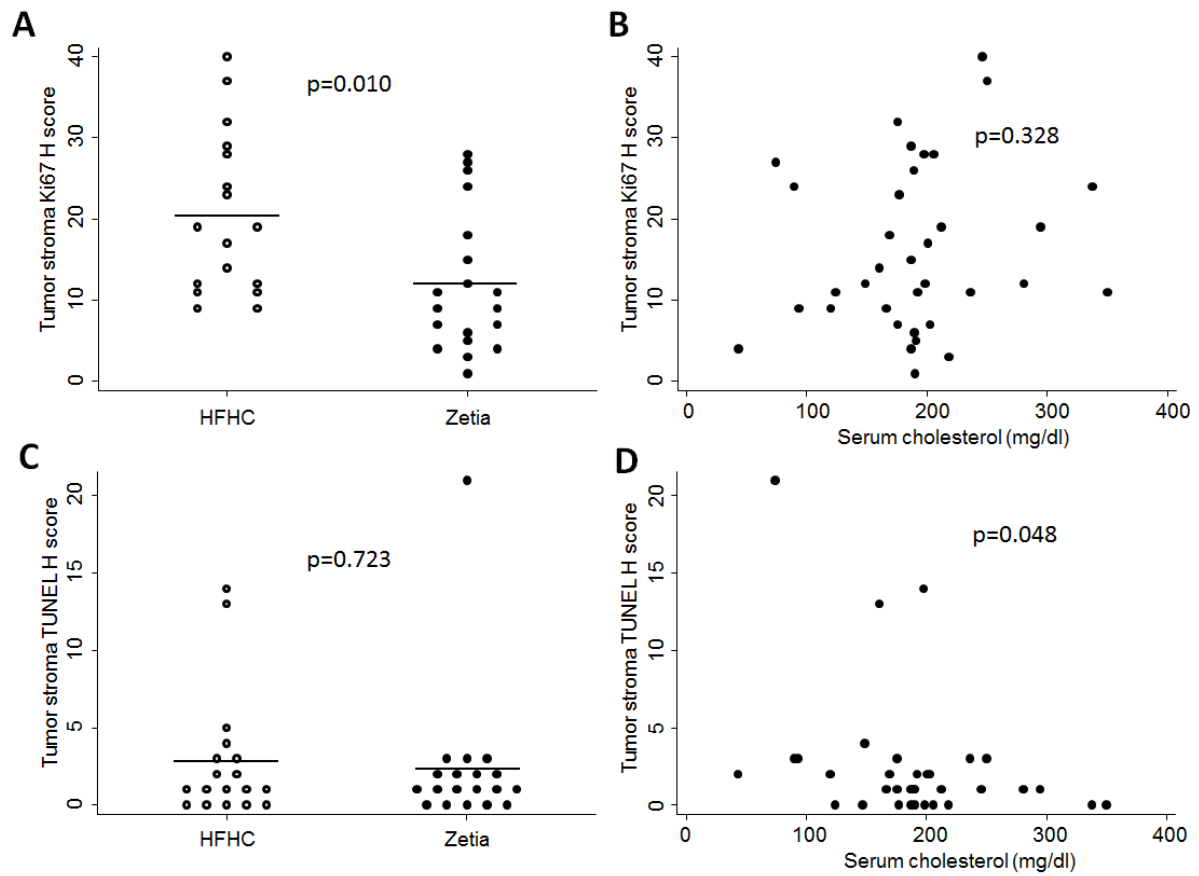 A
Tumor stroma Ki67 H score
40
30
20
10
0
p=0.010
HFHC
Zetia
B
Tumor stroma Ki67 H score
40
30
20
10
0
p=0.328
0
100
200
300
400
Serum cholesterol (mg/dl)
C
Tumor stroma TUNEL H score
20
15
10
5
0
p=0.723
HFHC
Zetia
D
Tumor stroma TUNEL H score
20
15
10
5
0
p=0.048
0
100
200
300
400
Serum cholesterol (mg/dl)